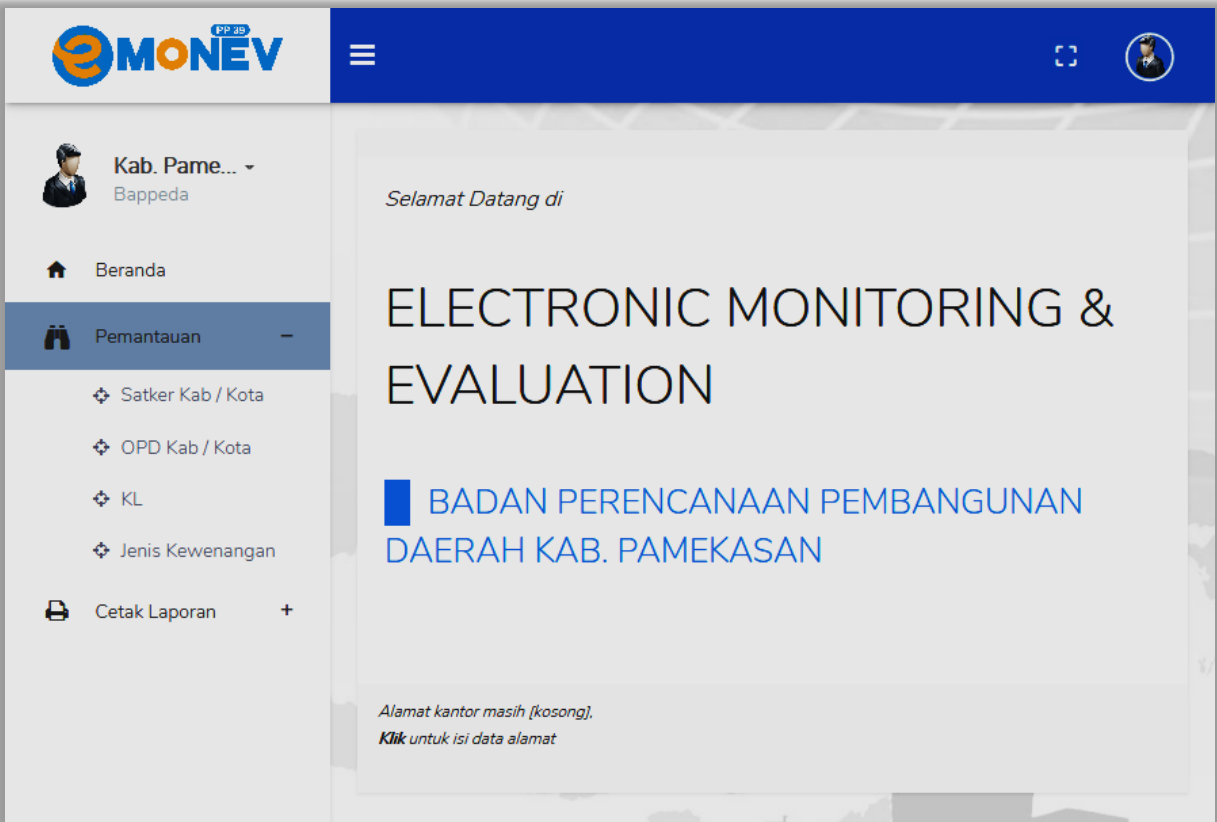 PP 39
eMONEV
Kab. Pame...
Bappeda
Beranda
Pemantauan
Satker Kab / Kota
OPD Kab / Kota
KL
Jenis Kewenangan
Cetak Laporan
Selamat Datang di
ELECTRONIC MONITORING &
EVALUATION
BADAN PERENCANAAN PEMBANGUNAN
DAERAH KAB. PAMEKASAN
Alamat kantor masih [kosong],
Klik untuk isi data alamat